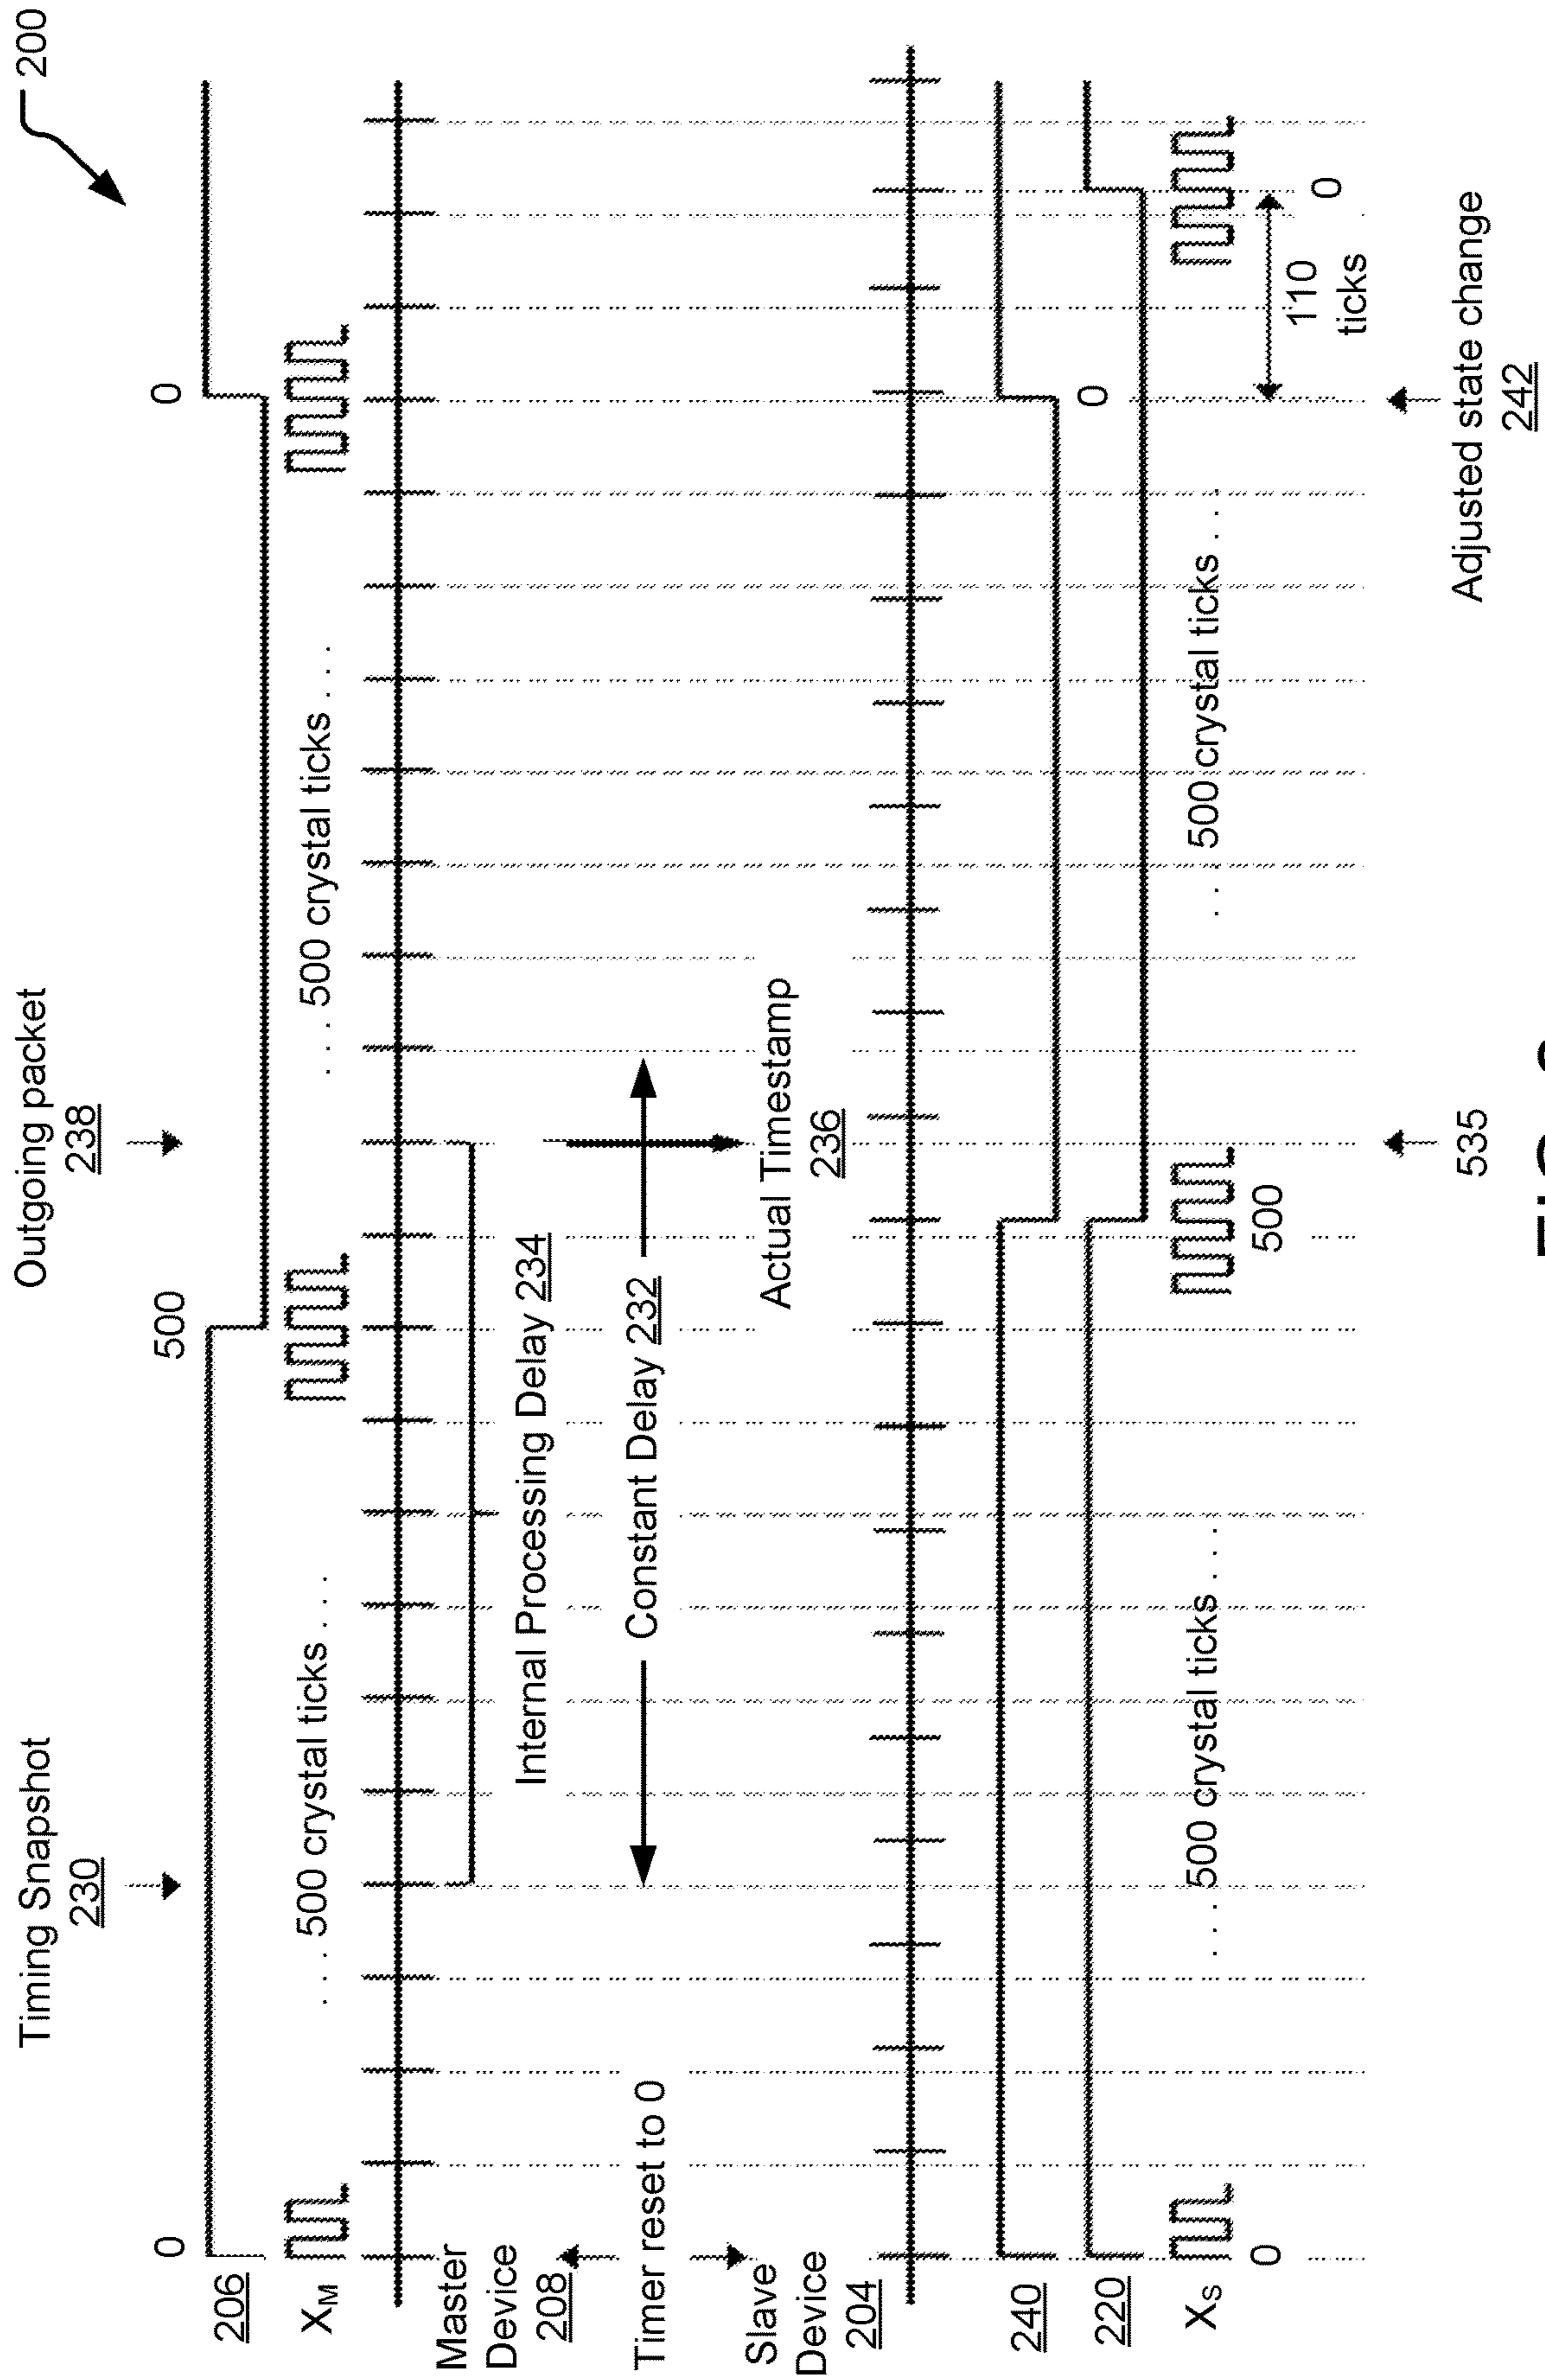 200
Timing Snapshot
230
Outgoing packet
238
0
500
0
206
X_M
. . . 500 crystal ticks . . .
. . . 500 crystal ticks . . .
Master
Device
208
Internal Processing Delay 234
Timer reset to 0
Constant Delay 232
Actual Timestamp
236
Slave
Device
204
240
0
220
X_S
. . . 500 crystal ticks . . .
. . . 500 crystal ticks . . .
0
500
110
ticks
0
535
Adjusted state change
242